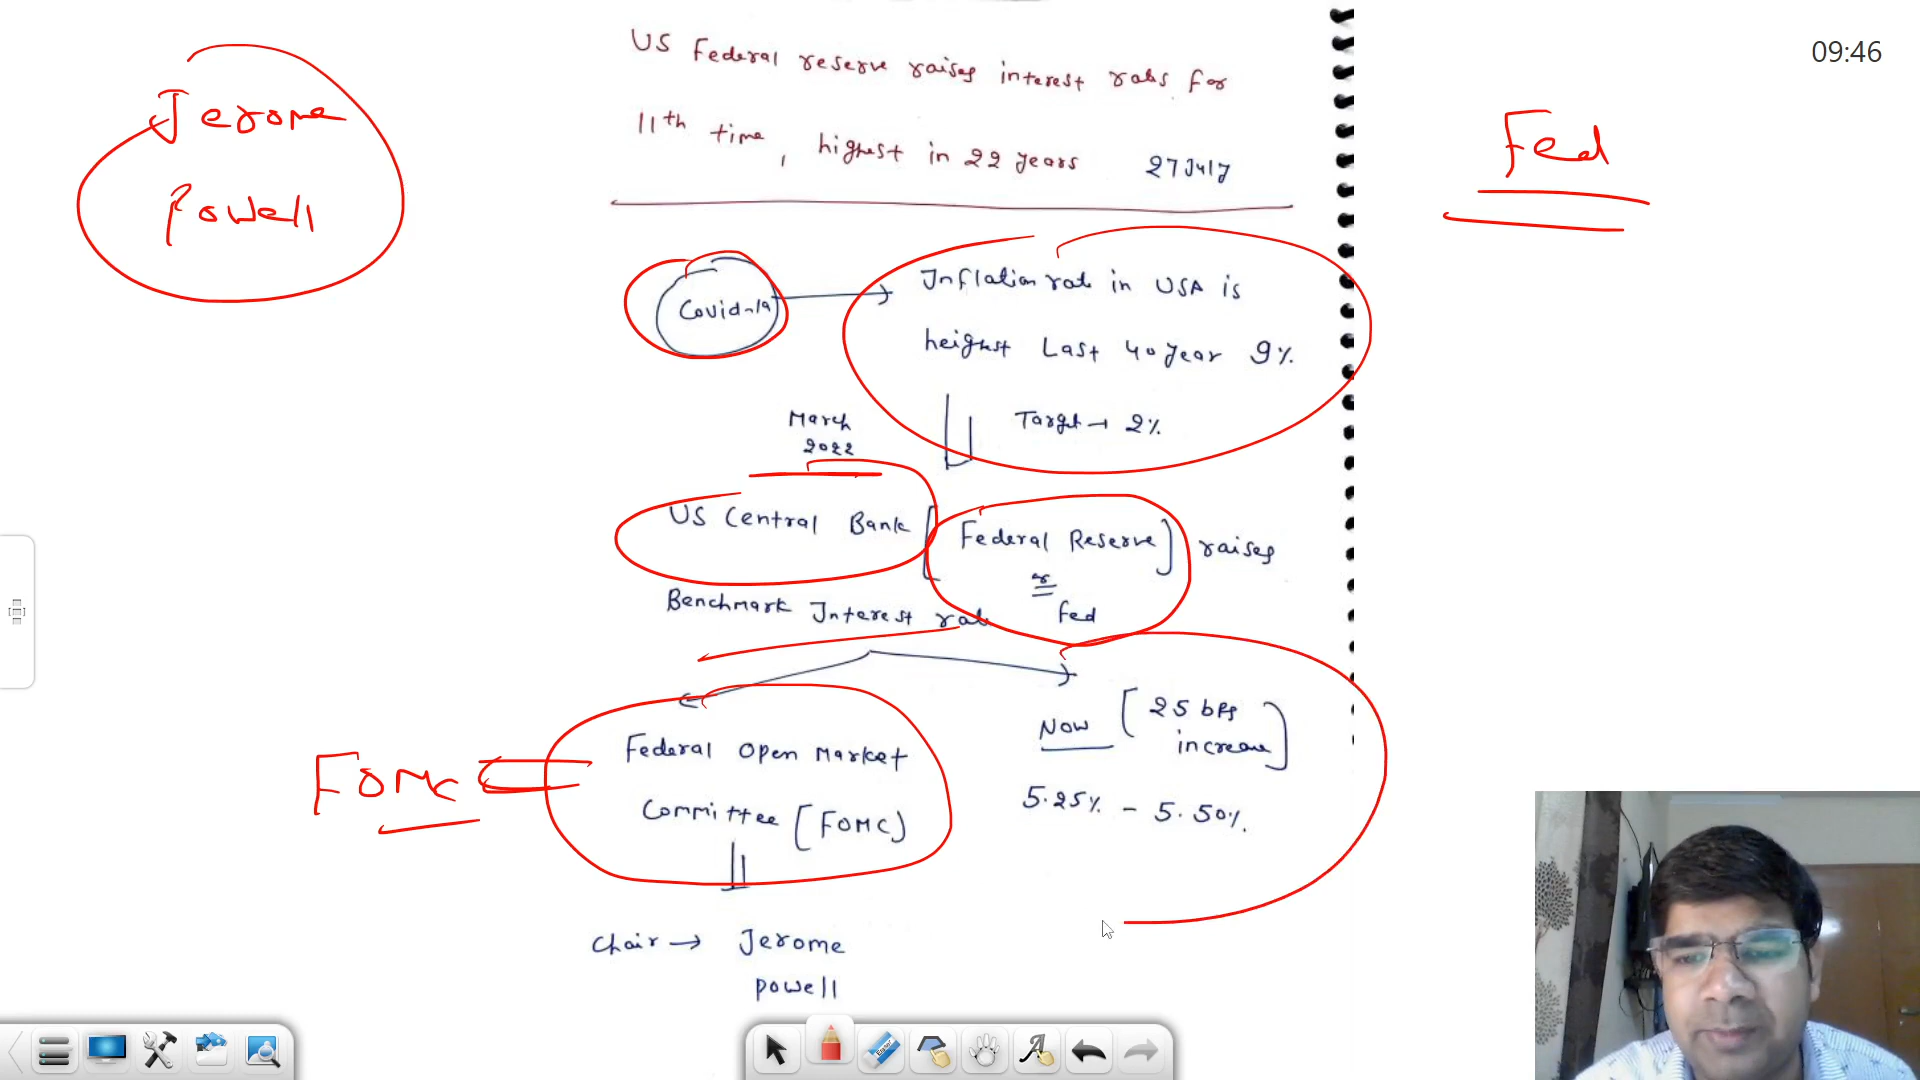 US Federal reserve raises interest rates for
11th time, highest in 22 years 27 July
09:46
Jerome
Powell
Fed
Covid-19
Inflation rate in USA is
heighst Last 40 year 9%
Target → 2%
March
2022
US Central Bank [Federal Reserve] raises
or
Fed
Benchmark Interest rate
Federal Open Market
Committee [FOMC]
FOMC
Now [25 bps
increase]
5.25% - 5.50%
Chair → Jerome
Powell